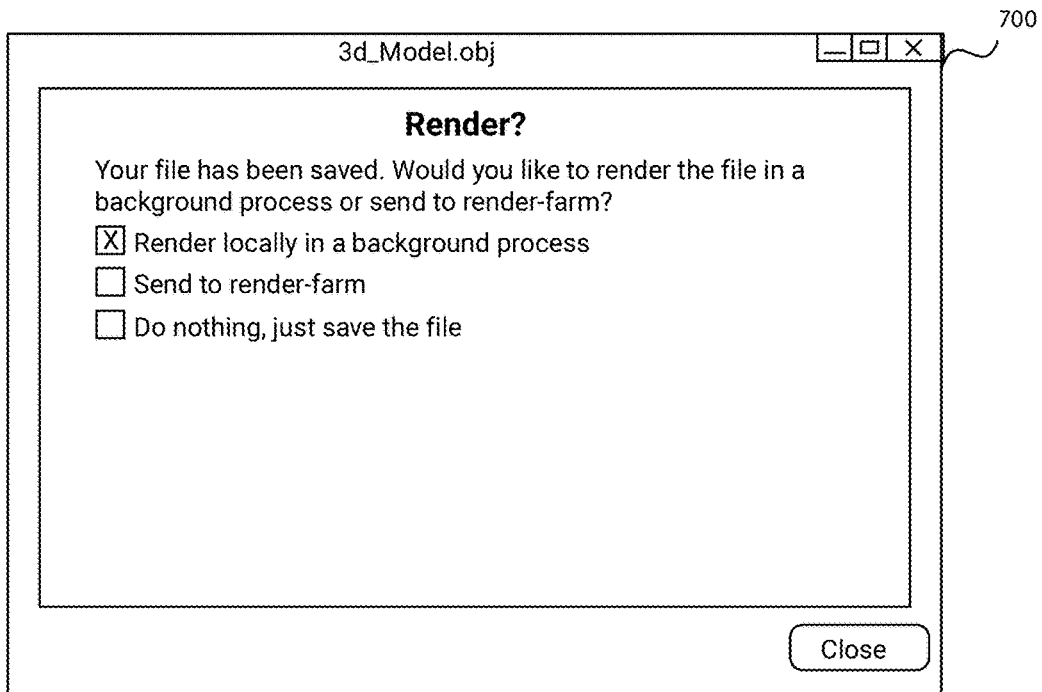 700
3d_Model.obj
Render?
Your file has been saved. Would you like to render the file in a
background process or send to render-farm?
X Render locally in a background process
Send to render-farm
Do nothing, just save the file
Close